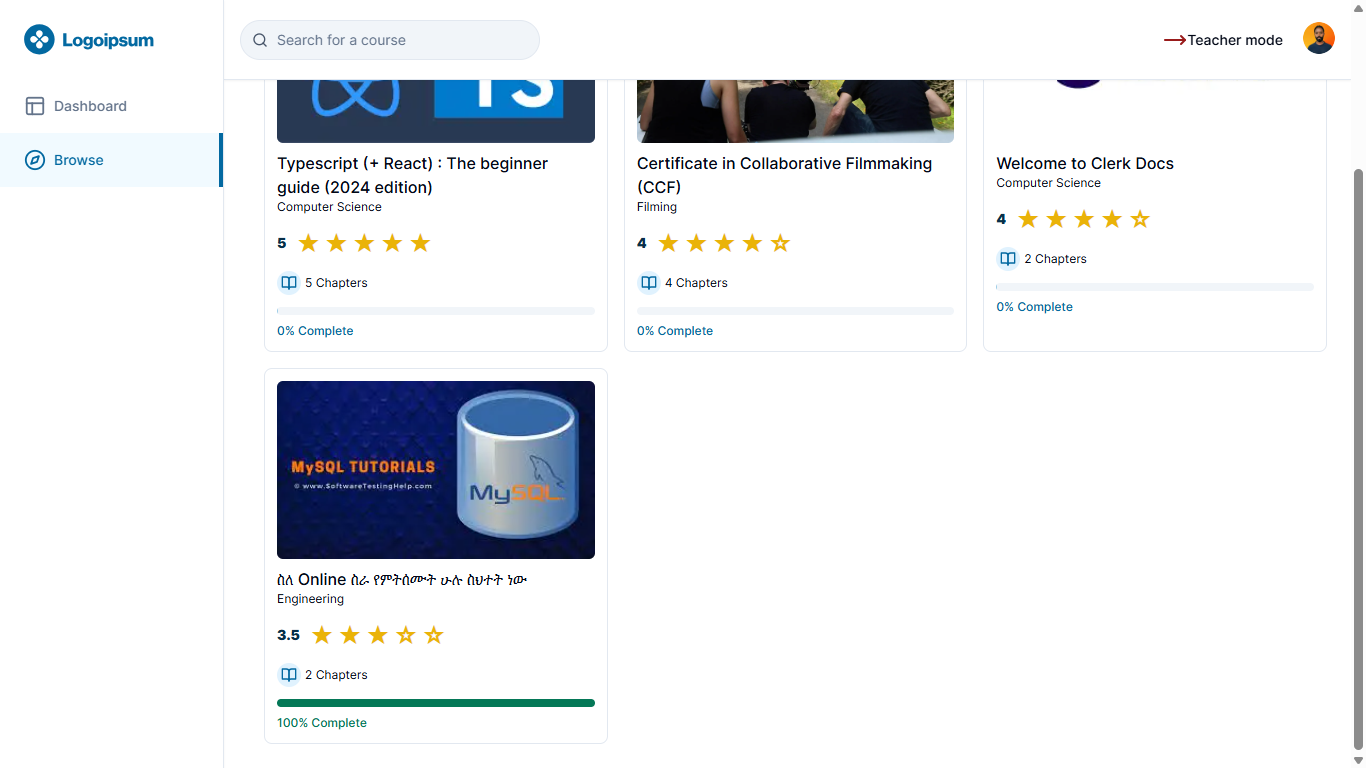 Logoipsum
Search for a course
Teacher mode
Dashboard
Browse
TS
Typescript (+ React) : The beginner
guide (2024 edition)
Computer Science
5
5 Chapters
0% Complete
Certificate in Collaborative Filmmaking
(CCF)
Filming
4
4 Chapters
0% Complete
Welcome to Clerk Docs
Computer Science
4
2 Chapters
0% Complete
MySQL TUTORIALS
© www.SoftwareTestingHelp.com
MySQL
ስለ Online ስራ የምትሰሙት ሁሉ ስህተት ነው
Engineering
3.5
2 Chapters
100% Complete